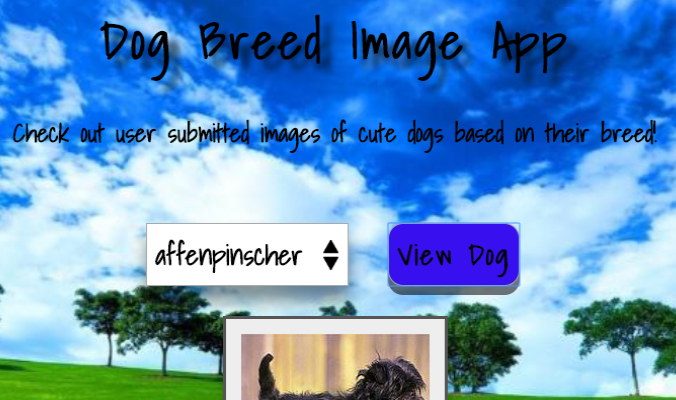 Dog Breed Image App
Check out user submitted images of cute dogs based on their breed!
affenpinscher
View Dog